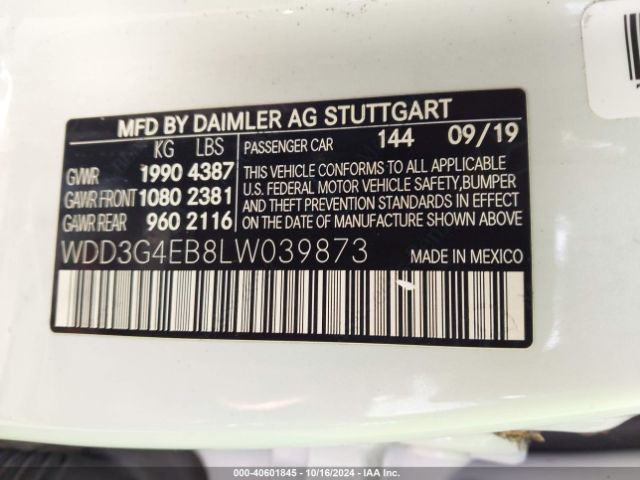 MFD BY DAIMLER AG STUTTGART
KG LBS
GVWR 1990 4387
GAWR FRONT 1080 2381
GAWR REAR 960 2116
PASSENGER CAR 144 09/19
THIS VEHICLE CONFORMS TO ALL APPLICABLE
U.S. FEDERAL MOTOR VEHICLE SAFETY,BUMPER
AND THEFT PREVENTION STANDARDS IN EFFECT
ON THE DATE OF MANUFACTURE SHOWN ABOVE.
WDD3G4EB8LW039873
MADE IN MEXICO
000-40601845 - 10/16/2024 - IAA Inc.